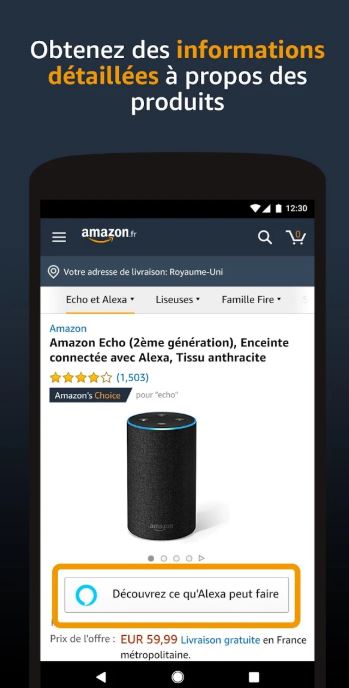 Obtenez des informations
détaillées à propos des
produits
12:30
amazon.fr
0
Votre adresse de livraison: Royaume-Uni
Echo et Alexa Liseuses Famille Fire
Amazon
Amazon Echo (2ème génération), Enceinte
connectée avec Alexa, Tissu anthracite
(1,503)
Amazon's Choice pour "echo"
amazon
Découvrez ce qu'Alexa peut faire
Prix de l'offre : EUR 59,99 Livraison gratuite en France
métropolitaine.